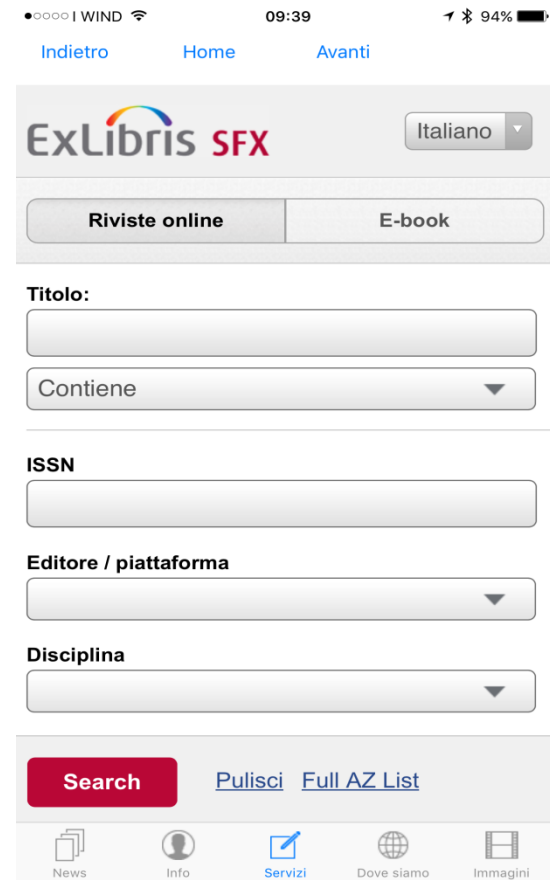 WIND 09:39 94%
Indietro Home Avanti
ExLibris SFX Italiano
Riviste online E-book
Titolo:
Contiene
ISSN
Editore / piattaforma
Disciplina
Search Pulisci Full AZ List
News Info Servizi Dove siamo Immagini